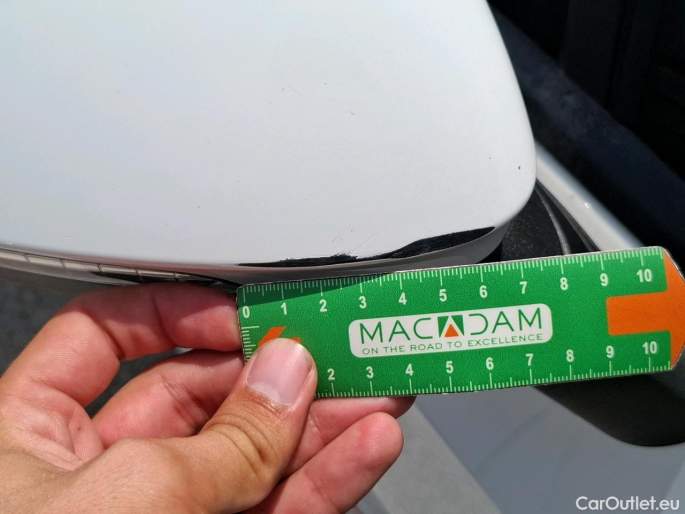 0 1 2 3 4 5 6 7 8 9 10
MACADAM
ON THE ROAD TO EXCELLENCE
2 3 4 5 6 7 8 9 10
CarOutlet.eu